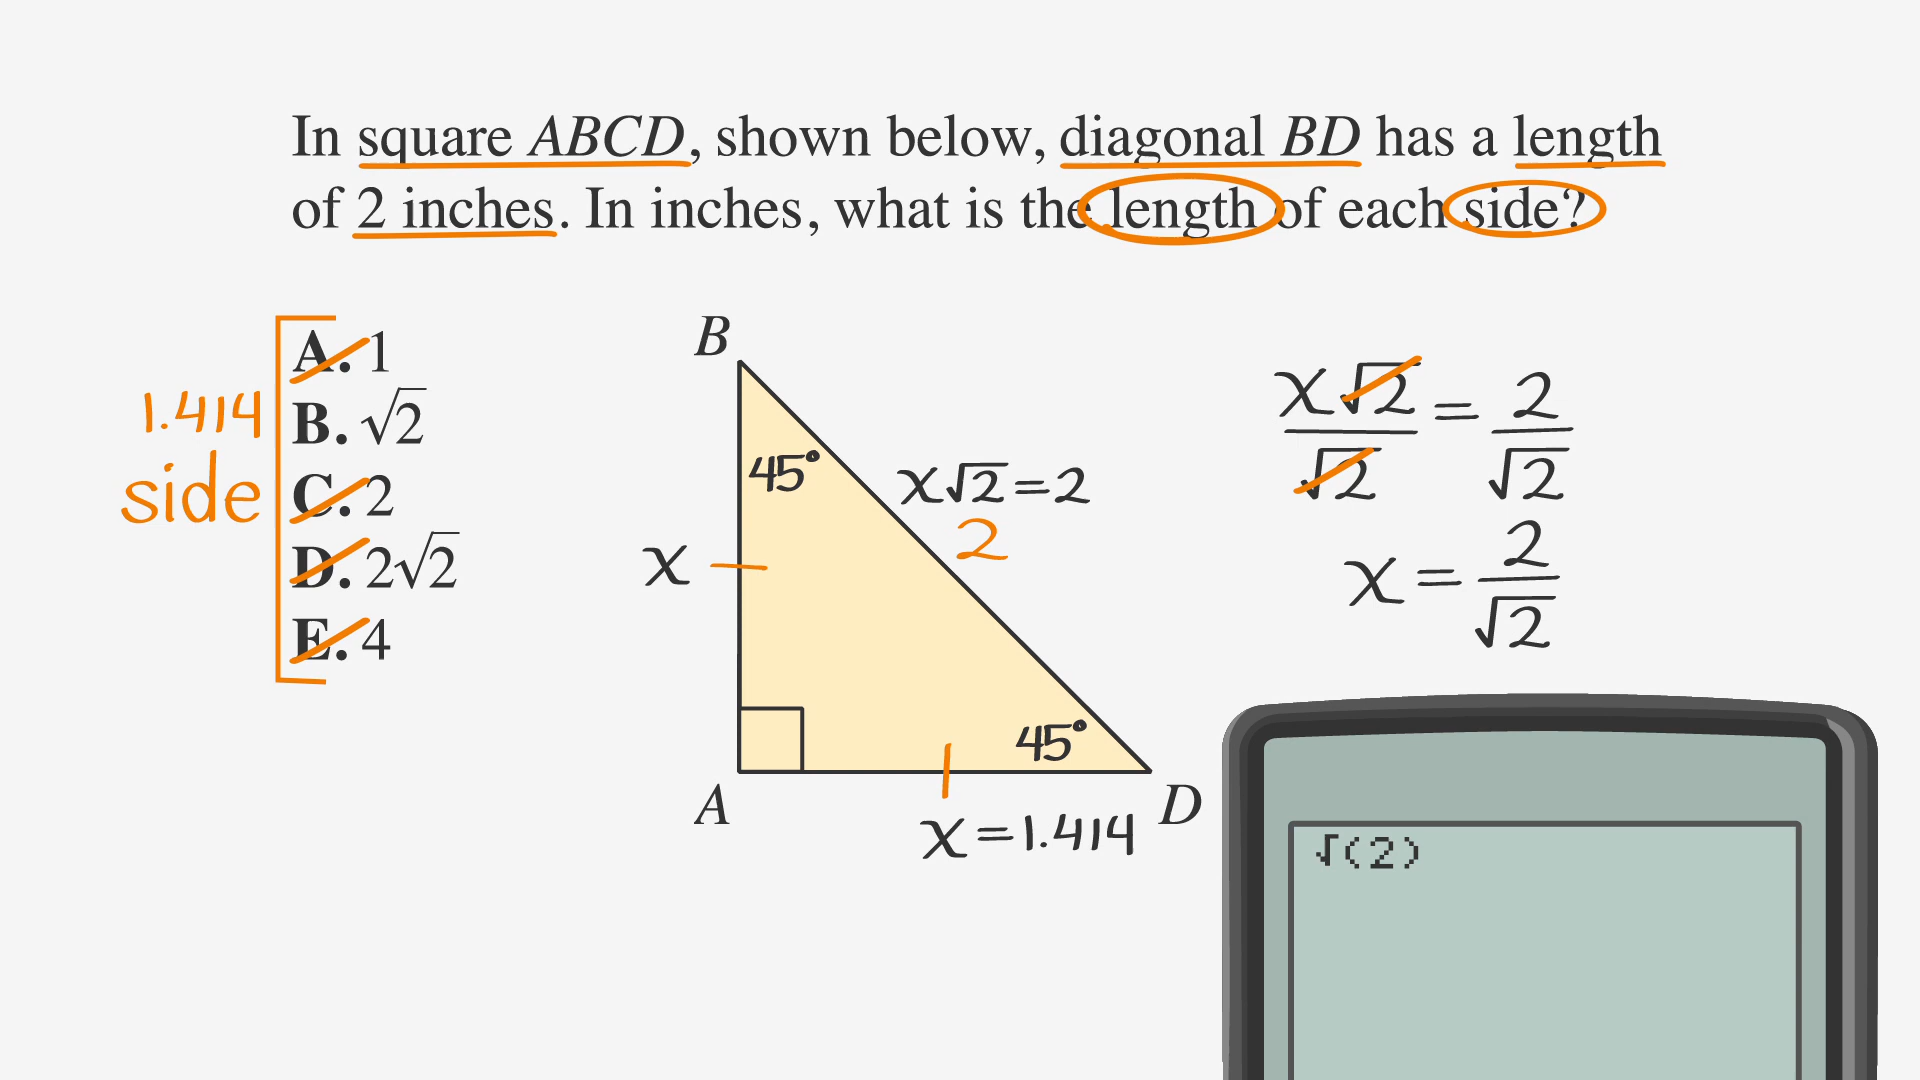 In square ABCD, shown below, diagonal BD has a length
of 2 inches. In inches, what is the length of each side?
1.414
side
A. 1
B. √2
C. 2
D. 2√2
E. 4
B
45°
x√2=2
2
x
45°
A
D
x=1.414
x√2/√2 = 2/√2
x = 2/√2
√(2)